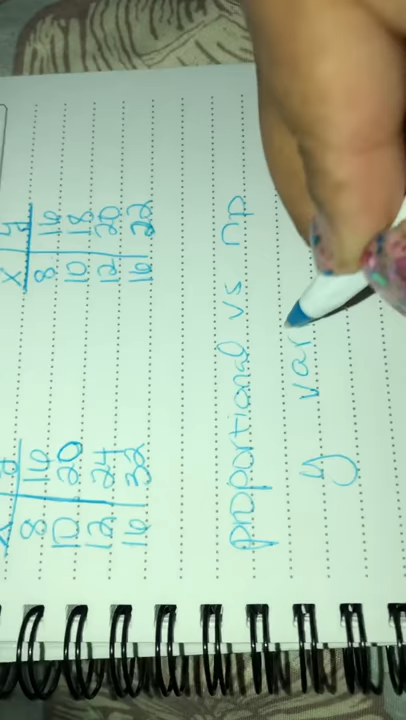 x y x y
8 16 8 16
10 20 10 18
12 24 12 20
16 32 16 22
proportional vs np
y var